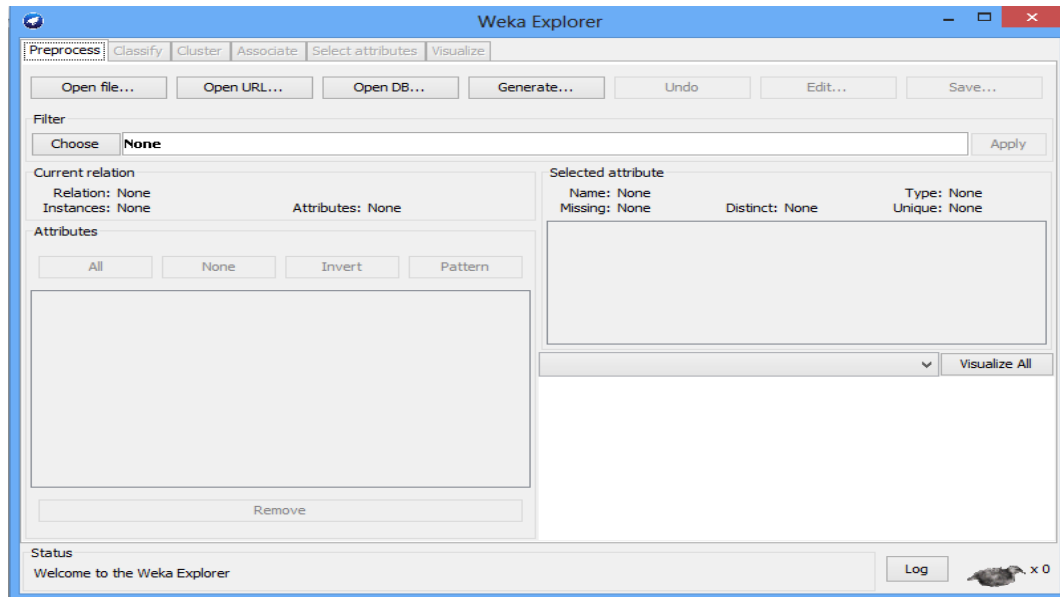 Weka Explorer
Preprocess Classify Cluster Associate Select attributes Visualize
Open file... Open URL... Open DB... Generate... Undo Edit... Save...
Filter
Choose None Apply
Current relation
Relation: None
Instances: None Attributes: None
Attributes
All None Invert Pattern
Remove
Selected attribute
Name: None Type: None
Missing: None Distinct: None Unique: None
Visualize All
Status
Welcome to the Weka Explorer
Log x 0